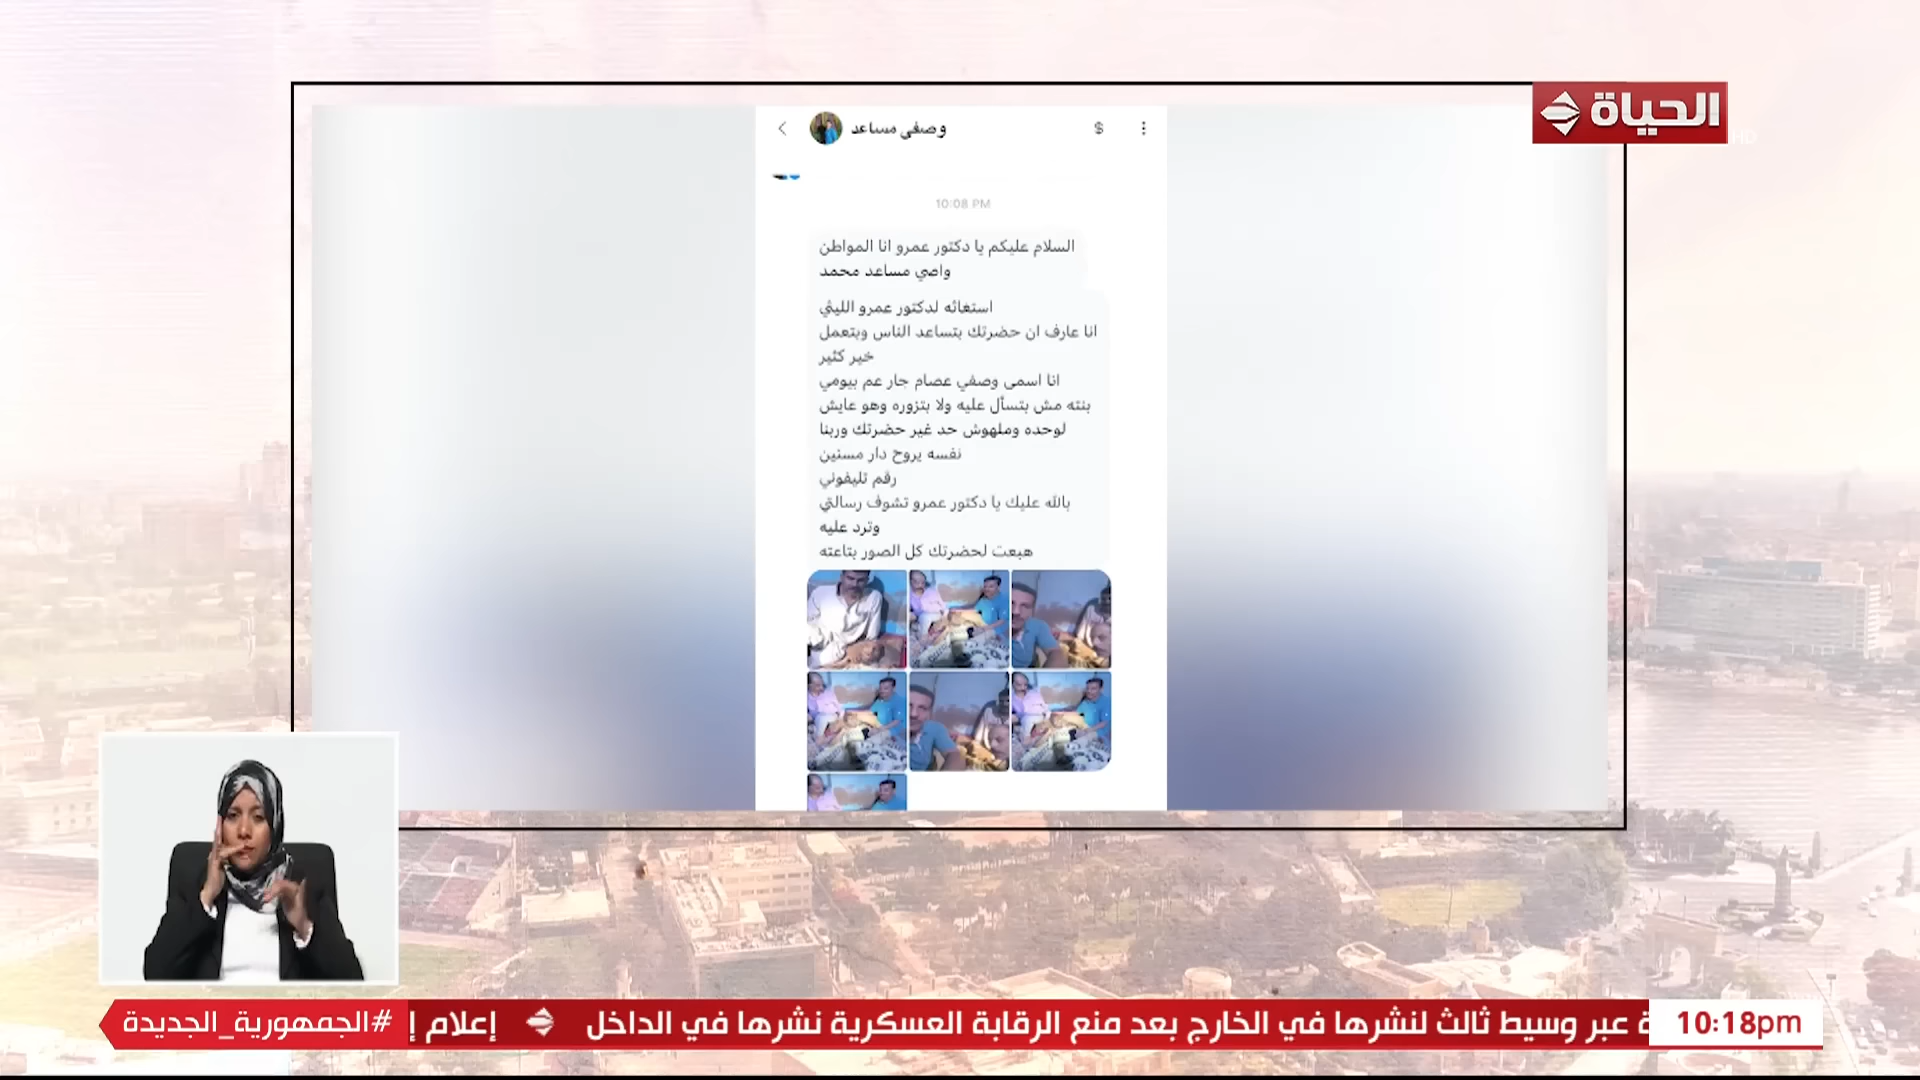 الحياة
HD
وصفي مساعد
$
10:08 PM
السلام عليكم يا دكتور عمرو انا المواطن
واصي مساعد محمد
استغاثه لدكتور عمرو الليثي
انا عارف ان حضرتك بتساعد الناس وبتعمل
خير كثير
انا اسمى وصفي عصام جار عم بيومي
بنته مش بتسأل عليه ولا بتزوره وهو عايش
لوحده وملهوش حد غير حضرتك وربنا
نفسه يروح دار مسنين
رقم تليفوني
بالله عليك يا دكتور عمرو تشوف رسالتي
وترد عليه
هبعت لحضرتك كل الصور بتاعته
10:18pm
ة عبر وسيط ثالث لنشرها في الخارج بعد منع الرقابة العسكرية نشرها في الداخل
إعلام إ
#الجمهورية_الجديدة